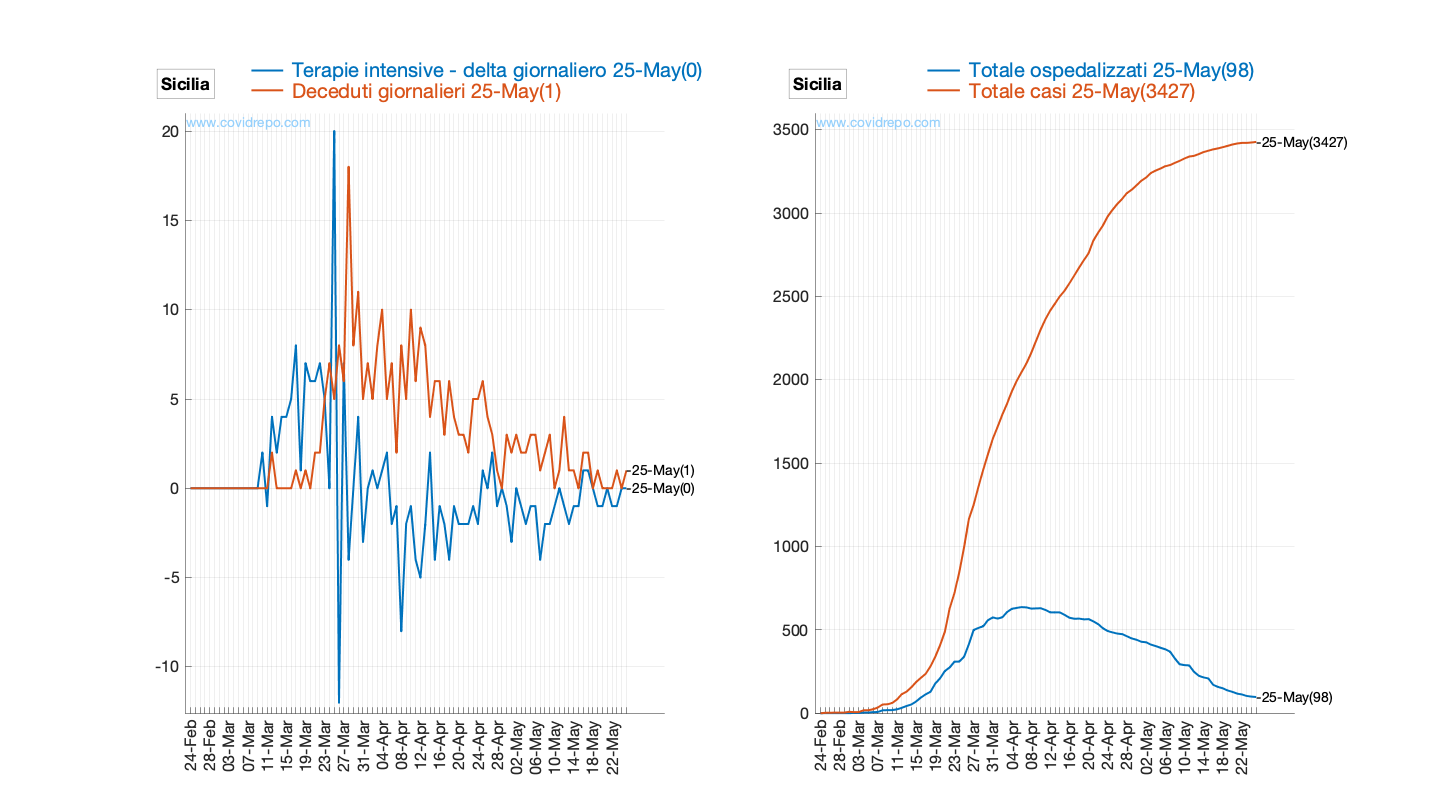 Sicilia
Terapie intensive - delta giornaliero 25-May(0)
Deceduti giornalieri 25-May(1)
www.covidrepo.com
20
15
10
5
0
-5
-10
-25-May(1)
-25-May(0)
24-Feb
28-Feb
03-Mar
07-Mar
11-Mar
15-Mar
19-Mar
23-Mar
27-Mar
31-Mar
04-Apr
08-Apr
12-Apr
16-Apr
20-Apr
24-Apr
28-Apr
02-May
06-May
10-May
14-May
18-May
22-May
Sicilia
Totale ospedalizzati 25-May(98)
Totale casi 25-May(3427)
www.covidrepo.com
3500
3000
2500
2000
1500
1000
500
0
-25-May(3427)
-25-May(98)
24-Feb
28-Feb
03-Mar
07-Mar
11-Mar
15-Mar
19-Mar
23-Mar
27-Mar
31-Mar
04-Apr
08-Apr
12-Apr
16-Apr
20-Apr
24-Apr
28-Apr
02-May
06-May
10-May
14-May
18-May
22-May